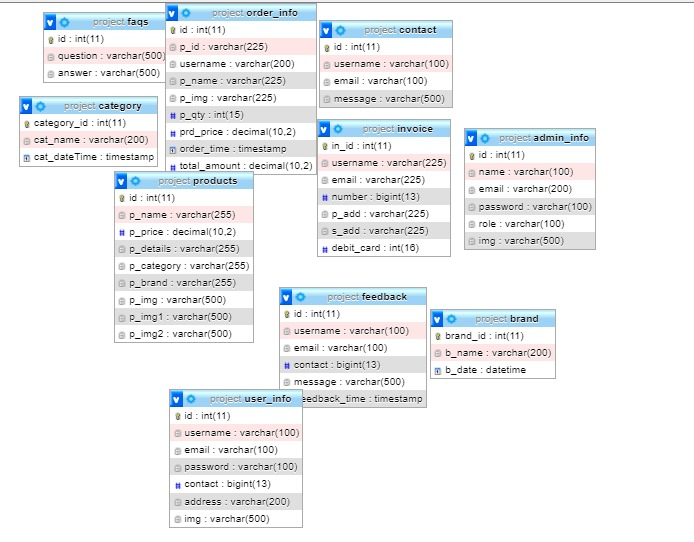 project faqs
id : int(11)
question : varchar(500)
answer : varchar(500)
project order_info
id : int(11)
p_id : varchar(225)
username : varchar(200)
p_name : varchar(225)
p_img : varchar(225)
p_qty : int(15)
prd_price : decimal(10,2)
order_time : timestamp
total_amount : decimal(10,2)
project contact
id : int(11)
username : varchar(100)
email : varchar(100)
message : varchar(500)
project category
category_id : int(11)
cat_name : varchar(200)
cat_dateTime : timestamp
project invoice
in_id : int(11)
username : varchar(225)
email : varchar(225)
number : bigint(13)
p_add : varchar(225)
s_add : varchar(225)
debit_card : int(16)
project admin_info
id : int(11)
name : varchar(100)
email : varchar(200)
password : varchar(100)
role : varchar(100)
img : varchar(500)
project products
id : int(11)
p_name : varchar(255)
p_price : decimal(10,2)
p_details : varchar(255)
p_category : varchar(255)
p_brand : varchar(255)
p_img : varchar(500)
p_img1 : varchar(500)
p_img2 : varchar(500)
project feedback
id : int(11)
username : varchar(100)
email : varchar(100)
contact : bigint(13)
message : varchar(500)
eedback_time : timestamp
project brand
brand_id : int(11)
b_name : varchar(200)
b_date : datetime
project user_info
id : int(11)
username : varchar(100)
email : varchar(100)
password : varchar(100)
contact : bigint(13)
address : varchar(200)
img : varchar(500)